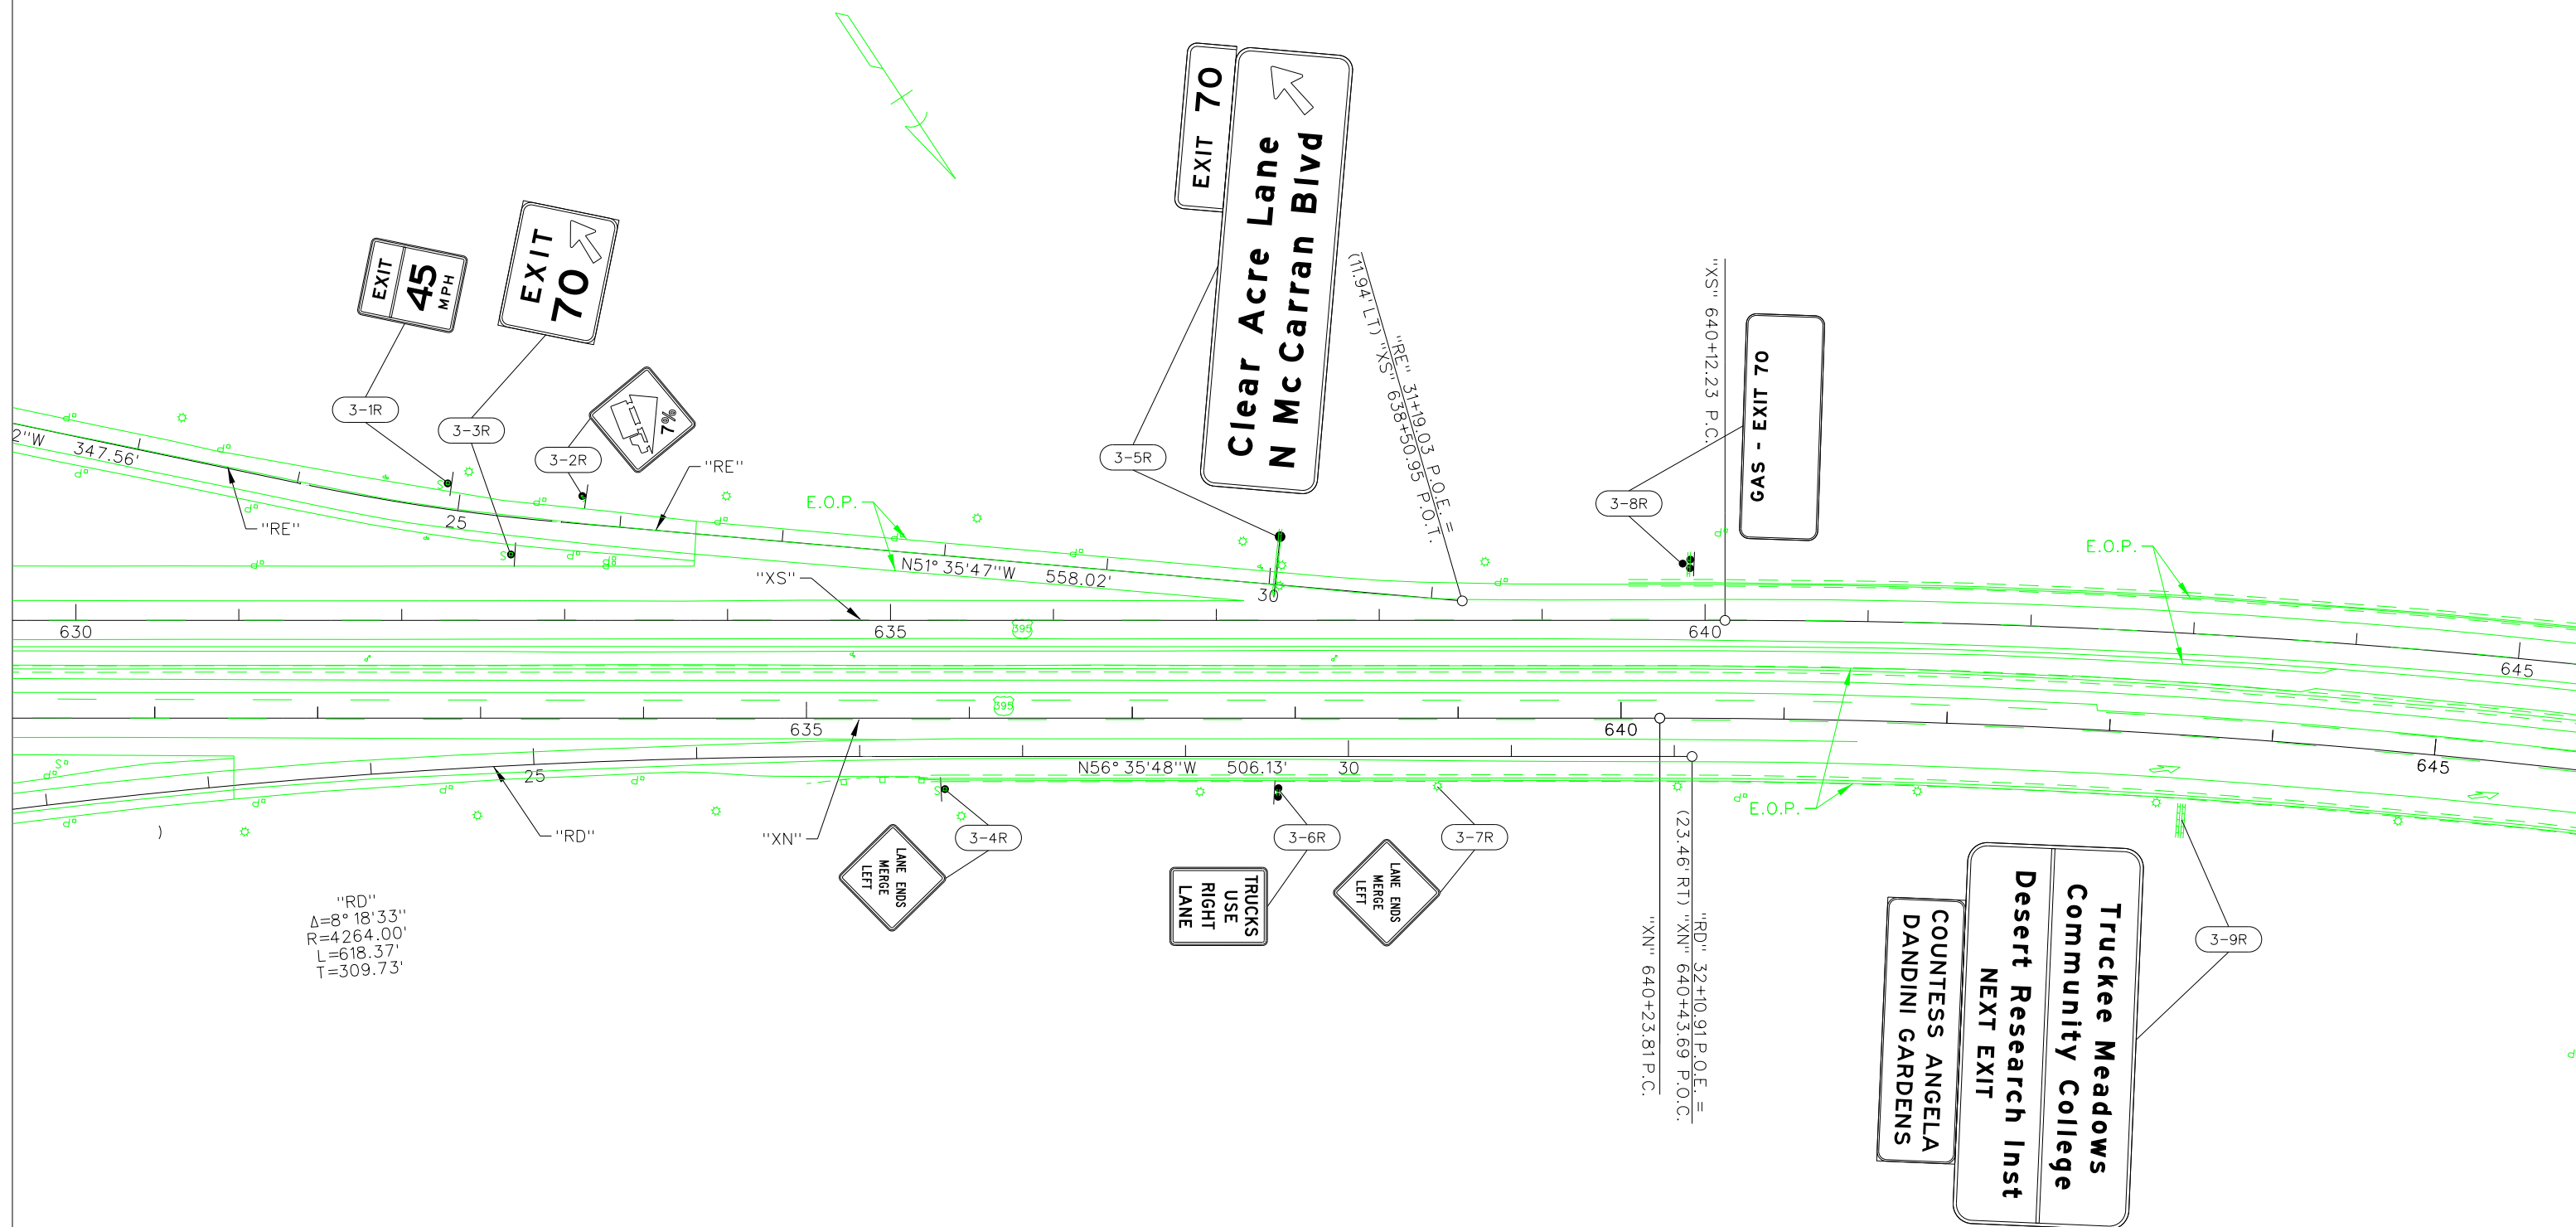 EXIT 70
Clear Acre Lane
N McCarran Blvd
EXIT
45
MPH
EXIT
70
7%
GAS - EXIT 70
3-1R
3-3R
3-2R
3-5R
3-8R
"RE" 31+19.03 P.O.E. =
(11.94' LT) "XS" 638+50.95 P.O.T.
"XS" 640+12.23 P.C.
2"W 347.56'
"RE"
25
"RE"
E.O.P.
N51°35'47"W 558.02'
30
E.O.P.
"XS"
630
635
395
640
645
395
635
640
645
"XN"
25
N56°35'48"W 506.13'
30
"RD"
E.O.P.
3-4R
3-6R
3-7R
3-9R
LANE ENDS
MERGE
LEFT
TRUCKS
USE
RIGHT
LANE
LANE ENDS
MERGE
LEFT
"RD" 32+10.91 P.O.E. =
(23.46' RT) "XN" 640+43.69 P.O.C.
"XN" 640+23.81 P.C.
Truckee Meadows
Community College
Desert Research Inst
NEXT EXIT
COUNTESS ANGELA
DANDINI GARDENS
)
"RD"
Δ=8°18'33"
R=4264.00'
L=618.37'
T=309.73'